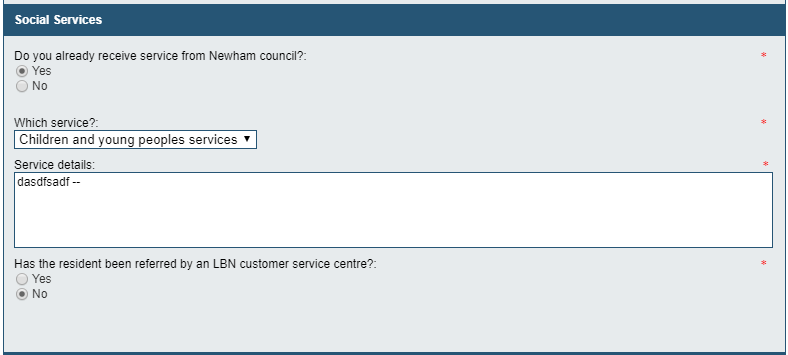 Social Services
Do you already receive service from Newham council?: *
Yes
No
Which service?: *
Children and young peoples services
Service details: *
dasdfsadf --
Has the resident been referred by an LBN customer service centre?: *
Yes
No